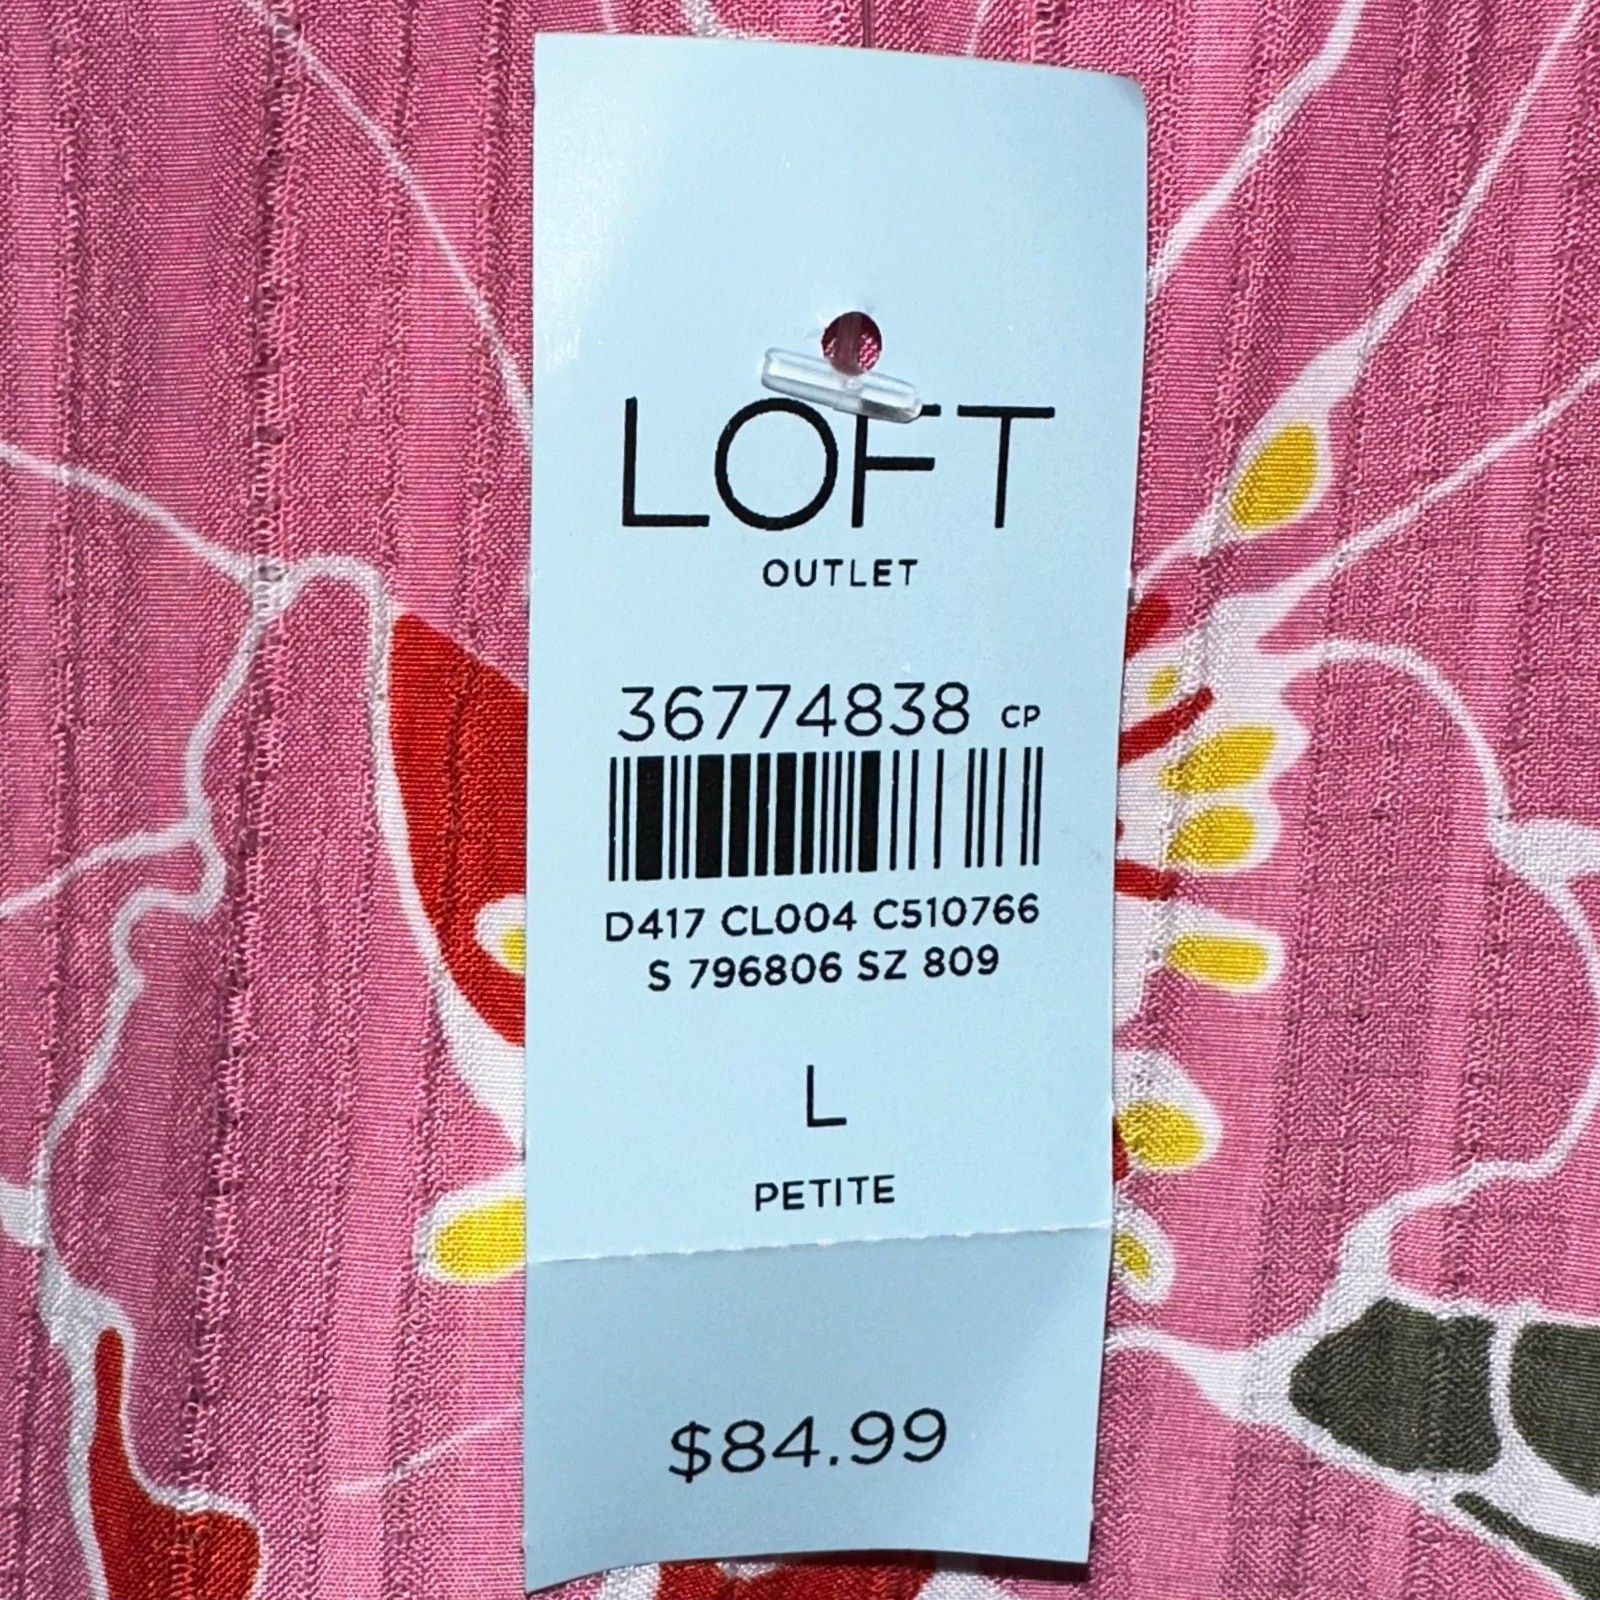 LOFT
OUTLET
36774838 CP
D417 CL004 C510766
S 796806 SZ 809
L
PETITE
$84.99